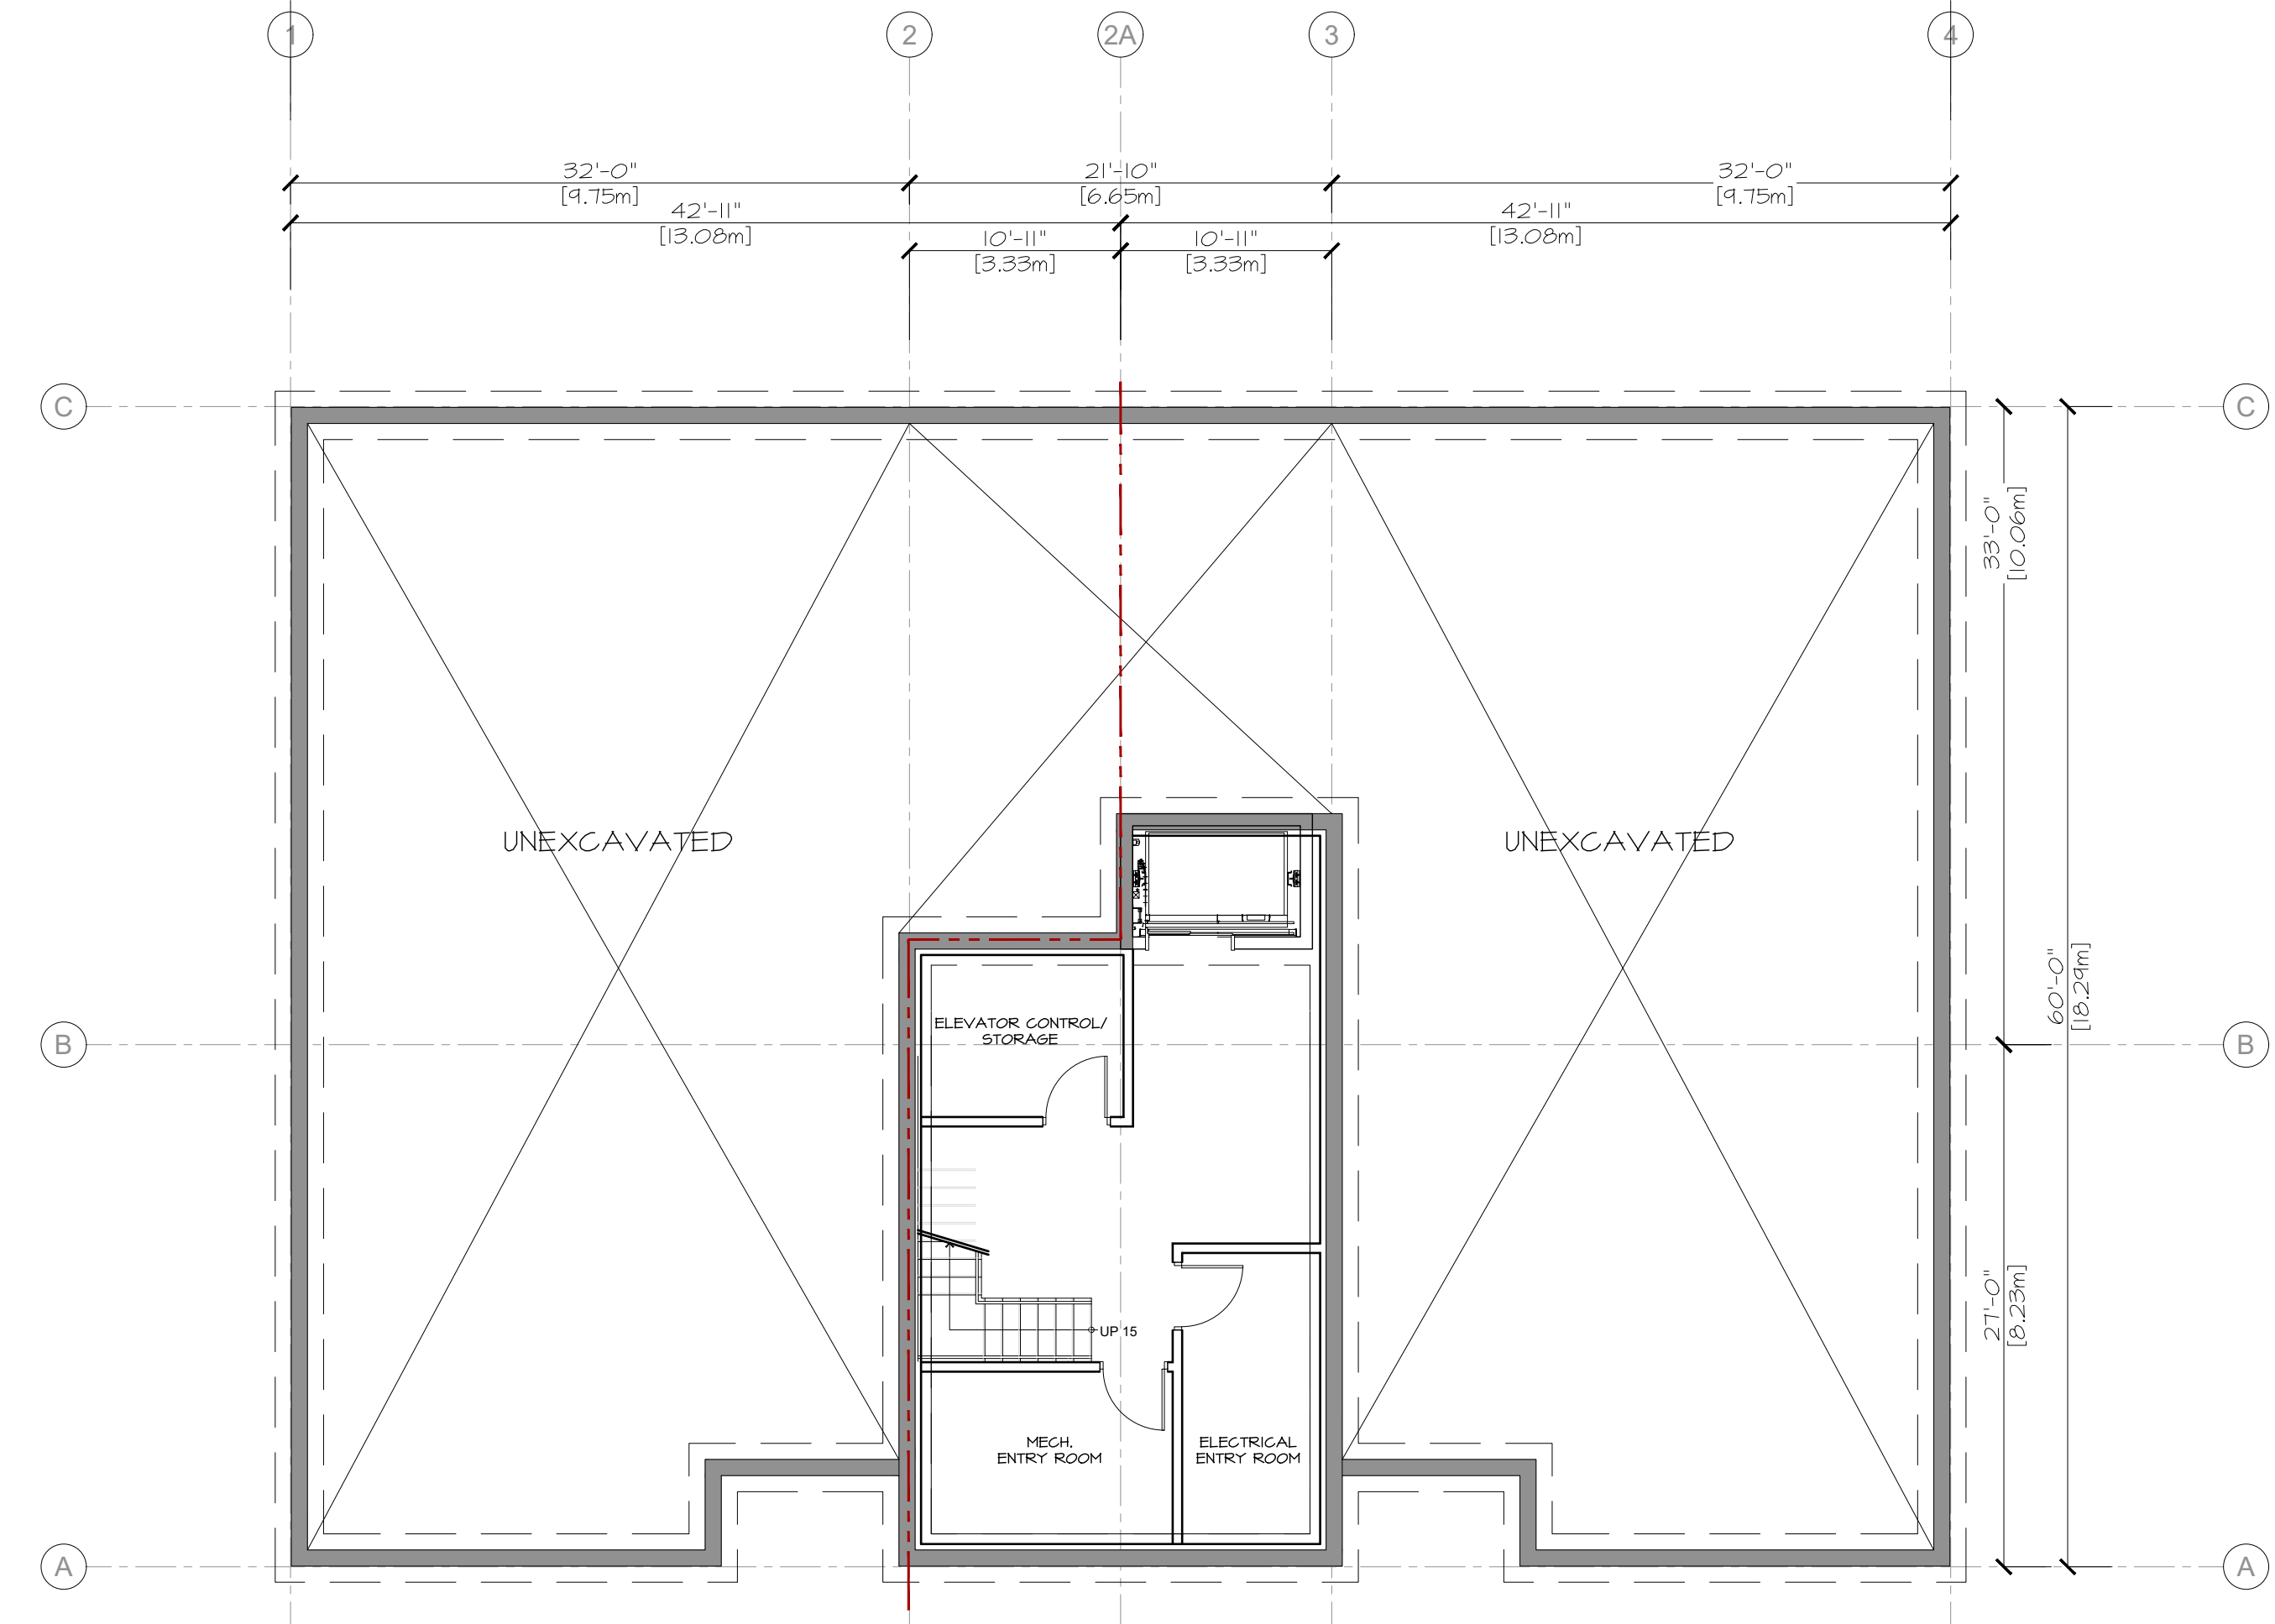 1
2
2A
3
4
32'-0"
[9.75m]
21'-10"
[6.65m]
32'-0"
[9.75m]
42'-11"
[13.08m]
42'-11"
[13.08m]
10'-11"
[3.33m]
10'-11"
[3.33m]
C
C
33'-0"
[10.06m]
UNEXCAVATED
UNEXCAVATED
60'-0"
[18.29m]
ELEVATOR CONTROL/
STORAGE
B
B
27'-0"
[8.23m]
UP 15
MECH.
ENTRY ROOM
ELECTRICAL
ENTRY ROOM
A
A